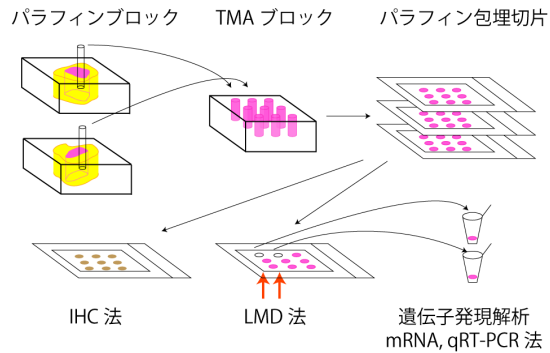 パラフィンブロック
TMA ブロック
パラフィン包埋切片
IHC 法
LMD 法
遺伝子発現解析
mRNA, qRT-PCR 法